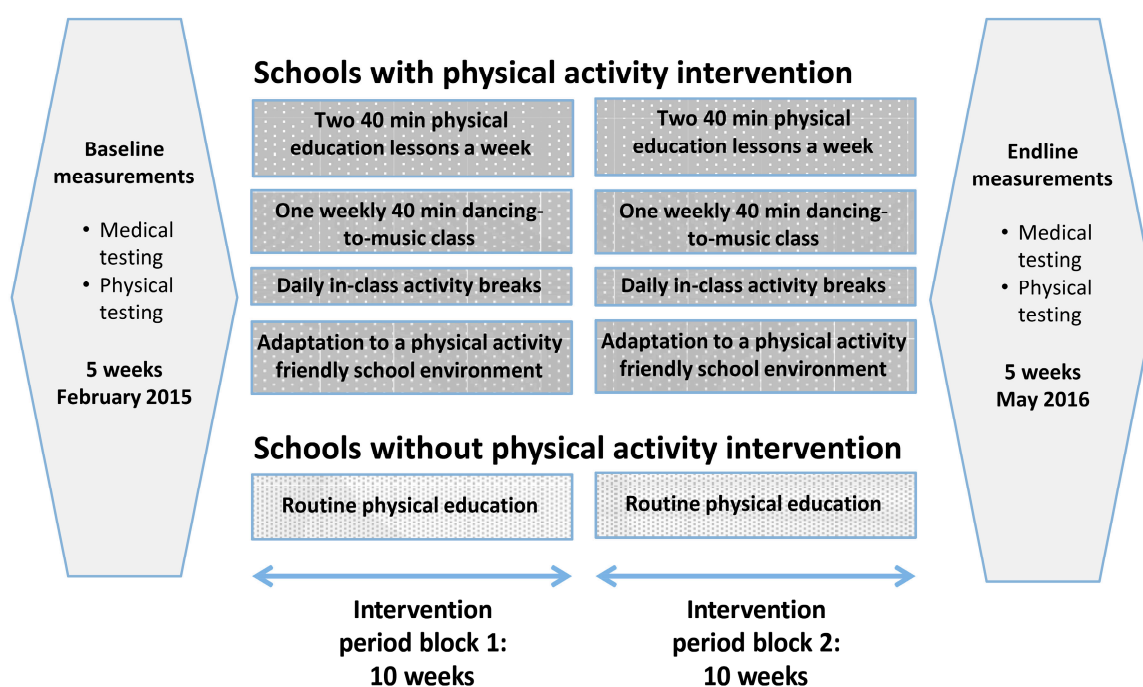 Baseline
measurements
• Medical
testing
• Physical
testing
5 weeks
February 2015
Schools with physical activity intervention
Two 40 min physical
education lessons a week
Two 40 min physical
education lessons a week
One weekly 40 min dancing-
to-music class
One weekly 40 min dancing-
to-music class
Daily in-class activity breaks
Daily in-class activity breaks
Adaptation to a physical activity
friendly school environment
Adaptation to a physical activity
friendly school environment
Schools without physical activity intervention
Routine physical education
Routine physical education
Intervention
period block 1:
10 weeks
Intervention
period block 2:
10 weeks
Endline
measurements
• Medical
testing
• Physical
testing
5 weeks
May 2016